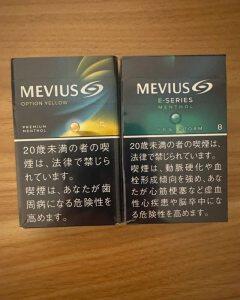 MEVIUS
OPTION YELLOW
PREMIUM
MENTHOL
5
20歳未満の者の喫
煙は、法律で禁じら
れています。
喫煙は、あなたが歯
周病になる危険性を
高めます。
MEVIUS
E-SERIES
MENTHOL
8
20歳未満の者の喫煙は、
法律で禁じられています。
喫煙は、動脈硬化や血
栓形成傾向を強め、あな
たが心筋梗塞など虚血
性心疾患や脳卒中にな
る危険性を高めます。